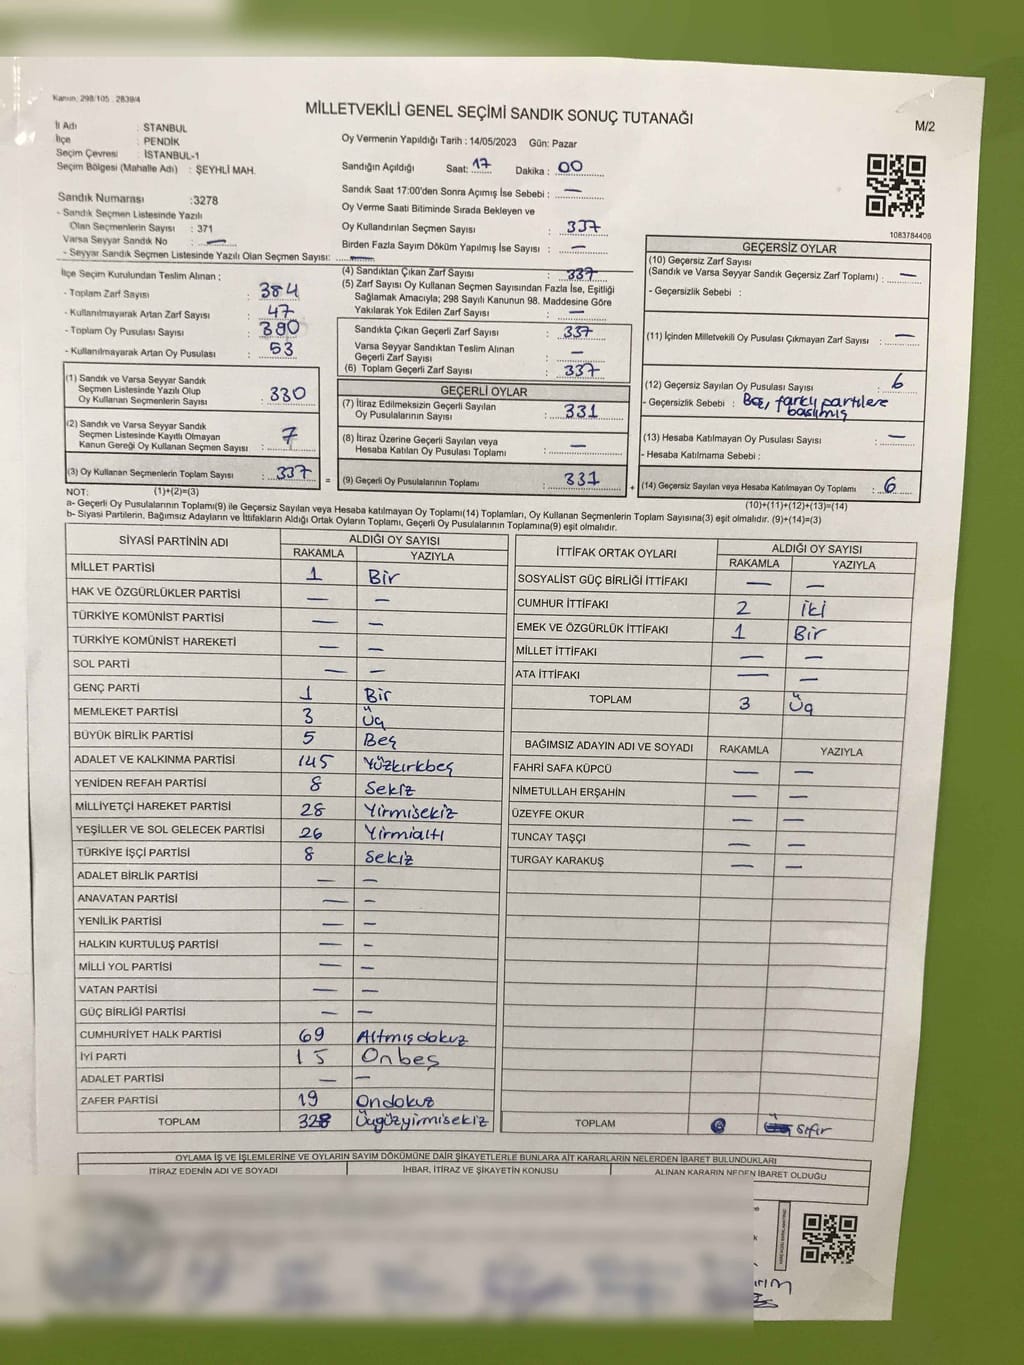 Kanun: 298/105 , 2839/4
MİLLETVEKİLİ GENEL SEÇİMİ SANDIK SONUÇ TUTANAĞI
M/2
İl Adı : STANBUL
İlçe : PENDİK
Seçim Çevresi : İSTANBUL-1
Seçim Bölgesi (Mahalle Adı) : ŞEYHLİ MAH.
Oy Vermenin Yapıldığı Tarih : 14/05/2023 Gün: Pazar
Sandığın Açıldığı Saat: 17 Dakika : 00
Sandık Saat 17:00'den Sonra Açımış İse Sebebi : —
Oy Verme Saati Bitiminde Sırada Bekleyen ve
Oy Kullandırılan Seçmen Sayısı : 337
Birden Fazla Sayım Döküm Yapılmış İse Sayısı : —
Sandık Numarası :3278
- Sandık Seçmen Listesinde Yazılı
Olan Seçmenlerin Sayısı : 371
Varsa Seyyar Sandık No : —
- Seyyar Sandık Seçmen Listesinde Yazılı Olan Seçmen Sayısı: —
1083784406
İlçe Seçim Kurulundan Teslim Alınan ;
- Toplam Zarf Sayısı : 384
- Kullanılmayarak Artan Zarf Sayısı : 47
- Toplam Oy Pusulası Sayısı : 390
- Kullanılmayarak Artan Oy Pusulası : 53
(1) Sandık ve Varsa Seyyar Sandık
Seçmen Listesinde Yazılı Olup
Oy Kullanan Seçmenlerin Sayısı : 330
(2) Sandık ve Varsa Seyyar Sandık
Seçmen Listesinde Kayıtlı Olmayan
Kanun Gereği Oy Kullanan Seçmen Sayısı : 7
(3) Oy Kullanan Seçmenlerin Toplam Sayısı : 337
(4) Sandıktan Çıkan Zarf Sayısı : 337
(5) Zarf Sayısı Oy Kullanan Seçmen Sayısından Fazla İse, Eşitliği
Sağlamak Amacıyla; 298 Sayılı Kanunun 98. Maddesine Göre
Yakılarak Yok Edilen Zarf Sayısı : —
Sandıkta Çıkan Geçerli Zarf Sayısı : 337
Varsa Seyyar Sandıktan Teslim Alınan
Geçerli Zarf Sayısı : —
(6) Toplam Geçerli Zarf Sayısı : 337
GEÇERLİ OYLAR
(7) İtiraz Edilmeksizin Geçerli Sayılan
Oy Pusulalarının Sayısı : 331
(8) İtiraz Üzerine Geçerli Sayılan veya
Hesaba Katılan Oy Pusulası Toplamı : —
= (9) Geçerli Oy Pusulalarının Toplamı : 331 +
GEÇERSİZ OYLAR
(10) Geçersiz Zarf Sayısı
(Sandık ve Varsa Seyyar Sandık Geçersiz Zarf Toplamı) : —
- Geçersizlik Sebebi :
(11) İçinden Milletvekili Oy Pusulası Çıkmayan Zarf Sayısı : —
(12) Geçersiz Sayılan Oy Pusulası Sayısı : 6
- Geçersizlik Sebebi : Boş, farklı partilere
basılmış
(13) Hesaba Katılmayan Oy Pusulası Sayısı : —
- Hesaba Katılmama Sebebi :
(14) Geçersiz Sayılan veya Hesaba Katılmayan Oy Toplamı : 6
NOT: (1)+(2)=(3)
(10)+(11)+(12)+(13)=(14)
a- Geçerli Oy Pusulalarının Toplamı(9) ile Geçersiz Sayılan veya Hesaba katılmayan Oy Toplamı(14) Toplamları, Oy Kullanan Seçmenlerin Toplam Sayısına(3) eşit olmalıdır. (9)+(14)=(3)
b- Siyasi Partilerin, Bağımsız Adayların ve İttifakların Aldığı Ortak Oyların Toplamı, Geçerli Oy Pusulalarının Toplamına(9) eşit olmalıdır.
SİYASİ PARTİNİN ADI ALDIĞI OY SAYISI
RAKAMLA YAZIYLA
MİLLET PARTİSİ 1 Bir
HAK VE ÖZGÜRLÜKLER PARTİSİ — —
TÜRKİYE KOMÜNİST PARTİSİ — —
TÜRKİYE KOMÜNİST HAREKETİ — —
SOL PARTİ — —
GENÇ PARTİ 1 Bir
MEMLEKET PARTİSİ 3 Üç
BÜYÜK BİRLİK PARTİSİ 5 Beş
ADALET VE KALKINMA PARTİSİ 145 Yüzkırkbeş
YENİDEN REFAH PARTİSİ 8 Sekiz
MİLLİYETÇİ HAREKET PARTİSİ 28 Yirmisekiz
YEŞİLLER VE SOL GELECEK PARTİSİ 26 Yirmialtı
TÜRKİYE İŞÇİ PARTİSİ 8 Sekiz
ADALET BİRLİK PARTİSİ — —
ANAVATAN PARTİSİ — —
YENİLİK PARTİSİ — —
HALKIN KURTULUŞ PARTİSİ — —
MİLLİ YOL PARTİSİ — —
VATAN PARTİSİ — —
GÜÇ BİRLİĞİ PARTİSİ — —
CUMHURİYET HALK PARTİSİ 69 Altmışdokuz
İYİ PARTİ 15 Onbeş
ADALET PARTİSİ — —
ZAFER PARTİSİ 19 Ondokuz
TOPLAM 328 Üçyüzyirmisekiz
İTTİFAK ORTAK OYLARI ALDIĞI OY SAYISI
RAKAMLA YAZIYLA
SOSYALİST GÜÇ BİRLİĞİ İTTİFAKI — —
CUMHUR İTTİFAKI 2 İki
EMEK VE ÖZGÜRLÜK İTTİFAKI 1 Bir
MİLLET İTTİFAKI — —
ATA İTTİFAKI — —
TOPLAM 3 Üç
BAĞIMSIZ ADAYIN ADI VE SOYADI RAKAMLA YAZIYLA
FAHRİ SAFA KÜPCÜ — —
NİMETULLAH ERŞAHİN — —
ÜZEYFE OKUR — —
TUNCAY TAŞÇI — —
TURGAY KARAKUŞ — —
TOPLAM sıfır
OYLAMA İŞ VE İŞLEMLERİNE VE OYLARIN SAYIM DÖKÜMÜNE DAİR ŞİKAYETLERLE BUNLARA AİT KARARLARIN NELERDEN İBARET BULUNDUKLARI
İTİRAZ EDENİN ADI VE SOYADI İHBAR, İTİRAZ VE ŞİKAYETİN KONUSU ALINAN KARARIN NEDEN İBARET OLDUĞU